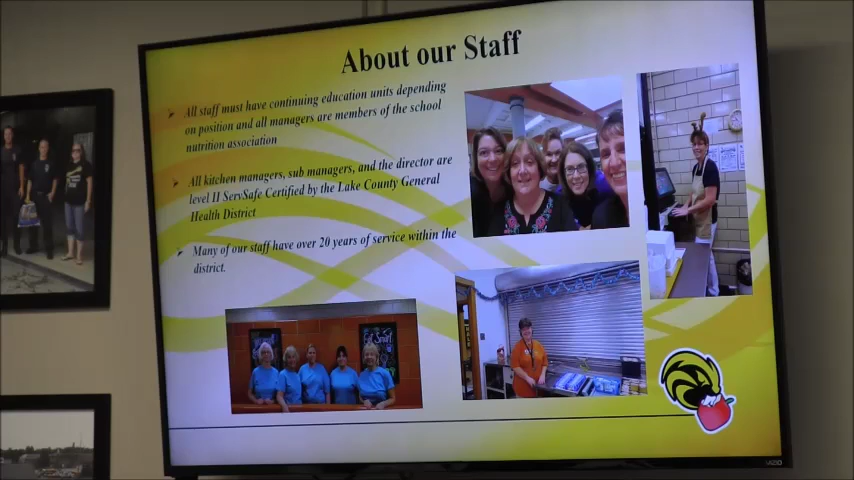 About our Staff
All staff must have continuing education units depending
on position and all managers are members of the school
nutrition association
All kitchen managers, sub managers, and the director are
level II ServSafe Certified by the Lake County General
Health District
Many of our staff have over 20 years of service within the
district.
VIZIO